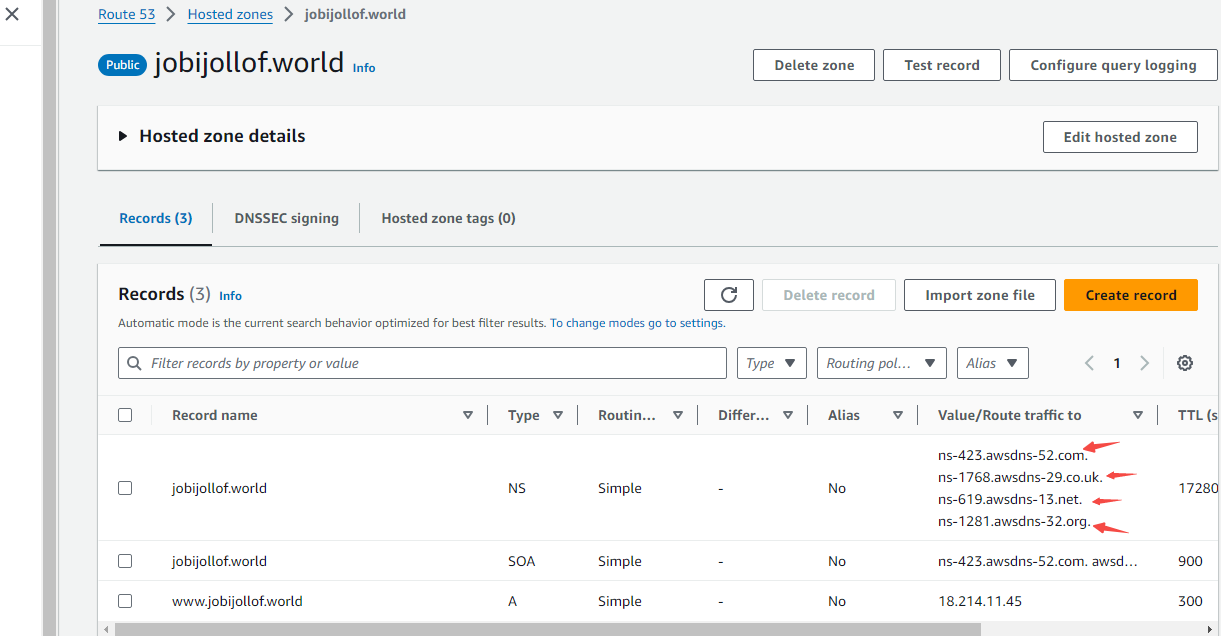 Route 53 > Hosted zones > jobijollof.world
Public jobijollof.world Info
Delete zone Test record Configure query logging
Hosted zone details
Edit hosted zone
Records (3) DNSSEC signing Hosted zone tags (0)
Records (3) Info
Delete record Import zone file Create record
Automatic mode is the current search behavior optimized for best filter results. To change modes go to settings.
Filter records by property or value Type Routing pol... Alias 1
Record name Type Routin... Differ... Alias Value/Route traffic to TTL (s
jobijollof.world NS Simple - No
ns-423.awsdns-52.com.
ns-1768.awsdns-29.co.uk.
ns-619.awsdns-13.net.
ns-1281.awsdns-32.org.
17280
jobijollof.world SOA Simple - No ns-423.awsdns-52.com. awsd... 900
www.jobijollof.world A Simple - No 18.214.11.45 300